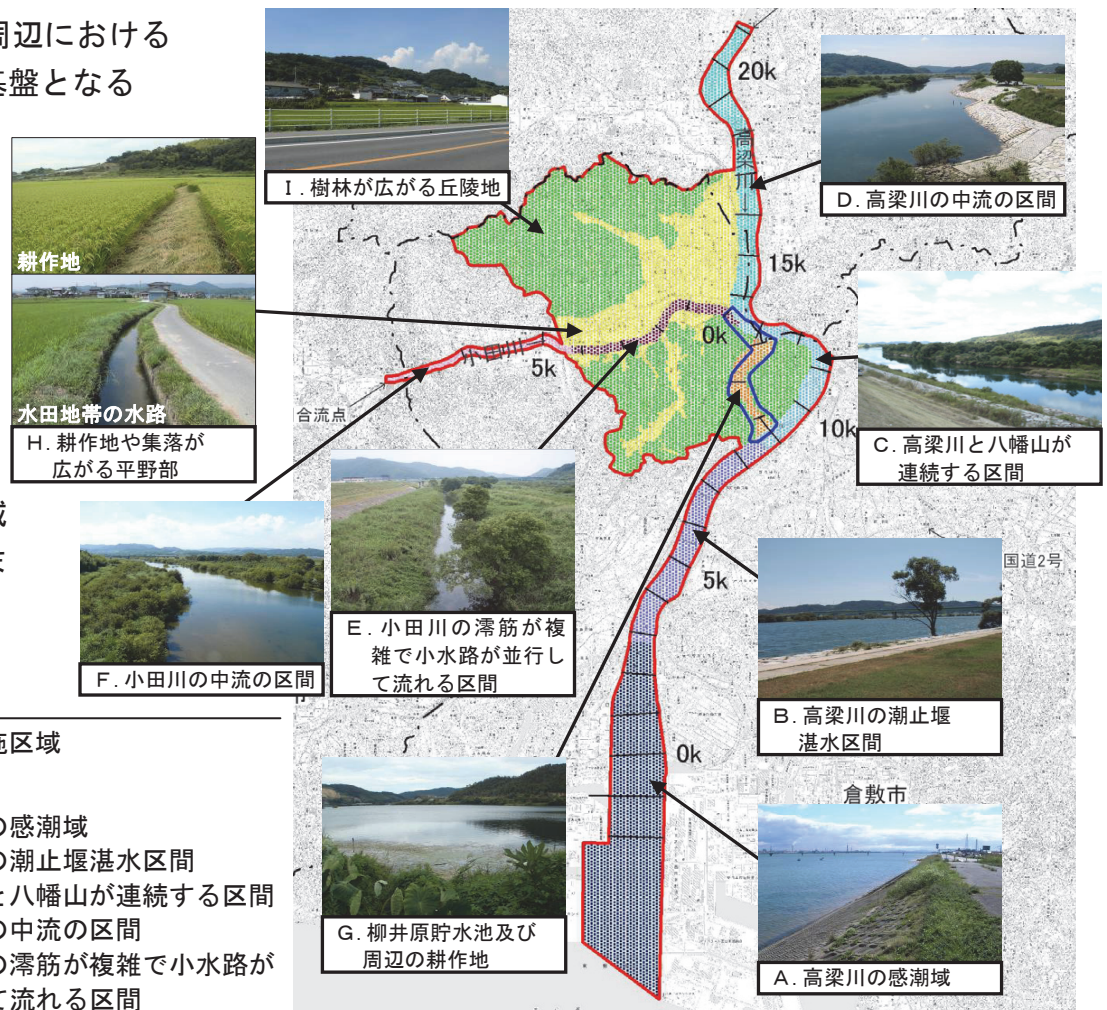 周辺における
基盤となる
Ⅰ．樹林が広がる丘陵地
20k
高梁川
D．高梁川の中流の区間
耕作地
水田地帯の水路
H．耕作地や集落が
広がる平野部
15k
0k
小田川
5k
合流点
10k
C．高梁川と八幡山が
連続する区間
域
F．小田川の中流の区間
E．小田川の澪筋が複
雑で小水路が並行し
て流れる区間
5k
国道2号
B．高梁川の潮止堰
湛水区間
施区域
0k
倉敷市
の感潮域
の潮止堰湛水区間
と八幡山が連続する区間
の中流の区間
の澪筋が複雑で小水路が
て流れる区間
G．柳井原貯水池及び
周辺の耕作地
A．高梁川の感潮域